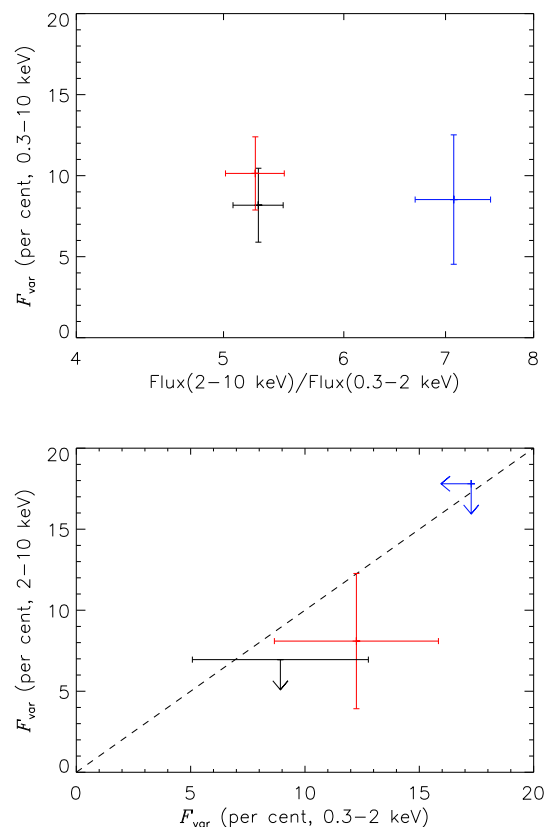 20
15
10
5
0
F_var (per cent, 0.3−10 keV)
4 5 6 7 8
Flux(2−10 keV)/Flux(0.3−2 keV)
20
15
10
5
0
F_var (per cent, 2−10 keV)
0 5 10 15 20
F_var (per cent, 0.3−2 keV)